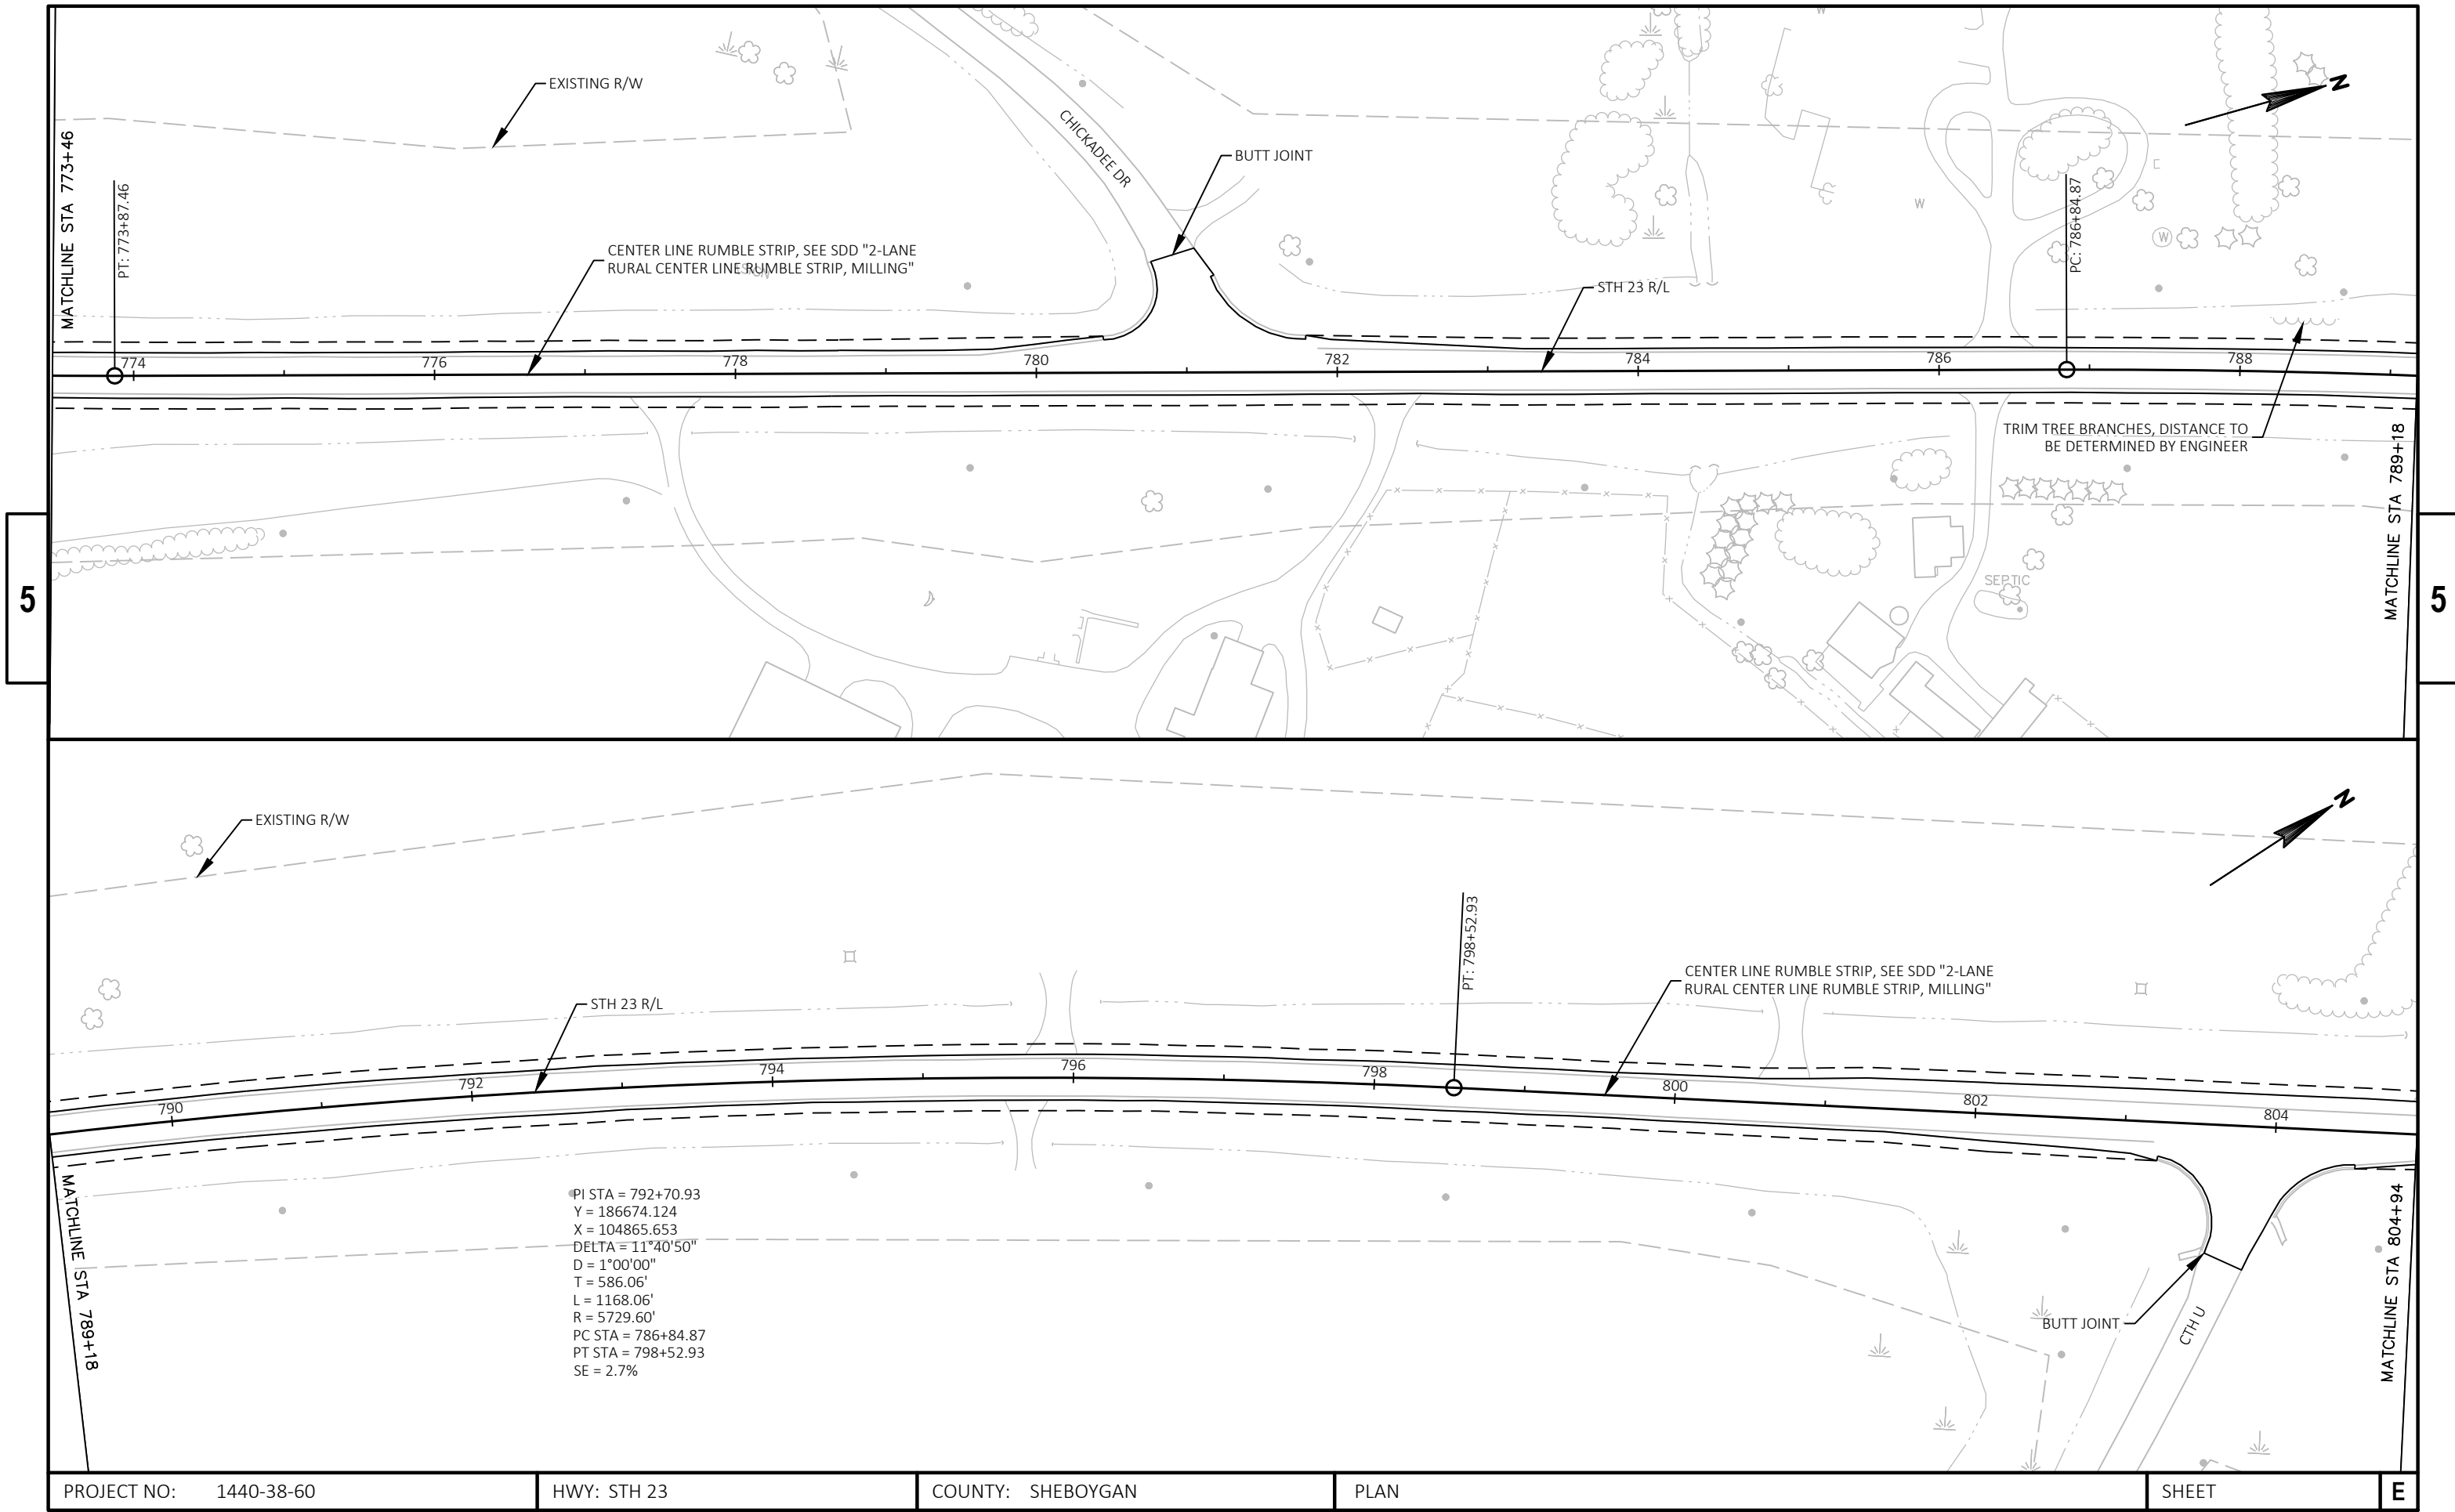 EXISTING R/W
CHICKADEE DR
BUTT JOINT
MATCHLINE STA 773+46
PT: 773+87.46
CENTER LINE RUMBLE STRIP, SEE SDD "2-LANE
RURAL CENTER LINE RUMBLE STRIP, MILLING"
STH 23 R/L
PC: 786+84.87
N
W
W
W
E
774
776
778
780
782
784
786
788
TRIM TREE BRANCHES, DISTANCE TO
BE DETERMINED BY ENGINEER
MATCHLINE STA 789+18
SEPTIC
5
5
EXISTING R/W
N
STH 23 R/L
PT: 798+52.93
CENTER LINE RUMBLE STRIP, SEE SDD "2-LANE
RURAL CENTER LINE RUMBLE STRIP, MILLING"
790
792
794
796
798
800
802
804
MATCHLINE STA 789+18
PI STA = 792+70.93
Y = 186674.124
X = 104865.653
DELTA = 11°40'50"
D = 1°00'00"
T = 586.06'
L = 1168.06'
R = 5729.60'
PC STA = 786+84.87
PT STA = 798+52.93
SE = 2.7%
BUTT JOINT
CTH U
MATCHLINE STA 804+94
PROJECT NO: 1440-38-60
HWY: STH 23
COUNTY: SHEBOYGAN
PLAN
SHEET
E